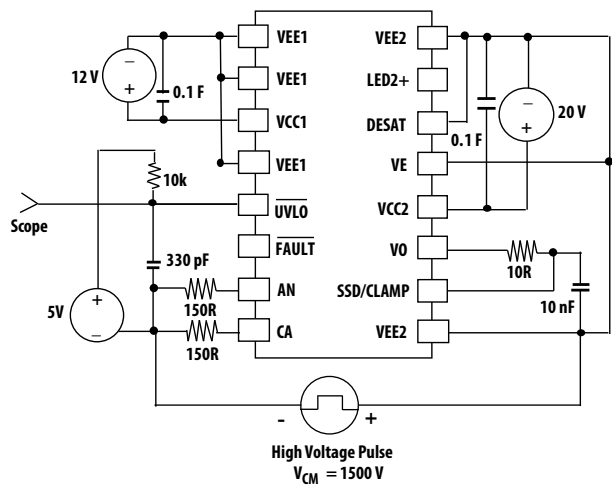 VEE1
VEE2
12 V
0.1 F
VEE1
LED2+
VCC1
DESAT
0.1 F
20 V
VEE1
VE
10k
UVLO
VCC2
Scope
FAULT
VO
10R
330 pF
AN
SSD/CLAMP
10 nF
150R
5V
CA
VEE2
150R
- +
High Voltage Pulse
VCM = 1500 V
+
−
−
+
−
+